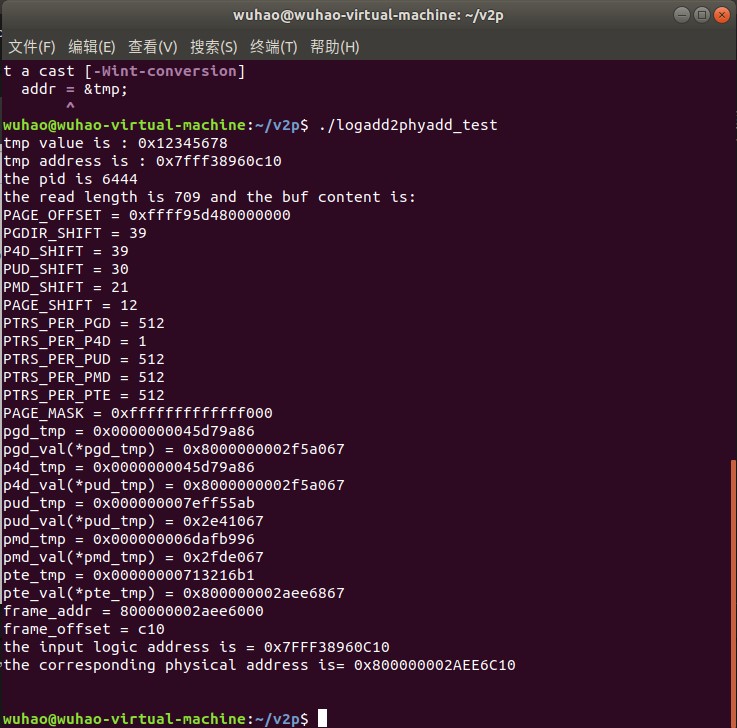 wuhao@wuhao-virtual-machine: ~/v2p
文件(F) 编辑(E) 查看(V) 搜索(S) 终端(T) 帮助(H)
t a cast [-Wint-conversion]
addr = &tmp;
^
wuhao@wuhao-virtual-machine:~/v2p$ ./logadd2phyadd_test
tmp value is : 0x12345678
tmp address is : 0x7fff38960c10
the pid is 6444
the read length is 709 and the buf content is:
PAGE_OFFSET = 0xffff95d480000000
PGDIR_SHIFT = 39
P4D_SHIFT = 39
PUD_SHIFT = 30
PMD_SHIFT = 21
PAGE_SHIFT = 12
PTRS_PER_PGD = 512
PTRS_PER_P4D = 1
PTRS_PER_PUD = 512
PTRS_PER_PMD = 512
PTRS_PER_PTE = 512
PAGE_MASK = 0xfffffffffffff000
pgd_tmp = 0x0000000045d79a86
pgd_val(*pgd_tmp) = 0x8000000002f5a067
p4d_tmp = 0x0000000045d79a86
p4d_val(*pud_tmp) = 0x8000000002f5a067
pud_tmp = 0x000000007eff55ab
pud_val(*pud_tmp) = 0x2e41067
pmd_tmp = 0x000000006dafb996
pmd_val(*pmd_tmp) = 0x2fde067
pte_tmp = 0x00000000713216b1
pte_val(*pte_tmp) = 0x800000002aee6867
frame_addr = 800000002aee6000
frame_offset = c10
the input logic address is = 0x7FFF38960C10
the corresponding physical address is= 0x800000002AEE6C10
wuhao@wuhao-virtual-machine:~/v2p$